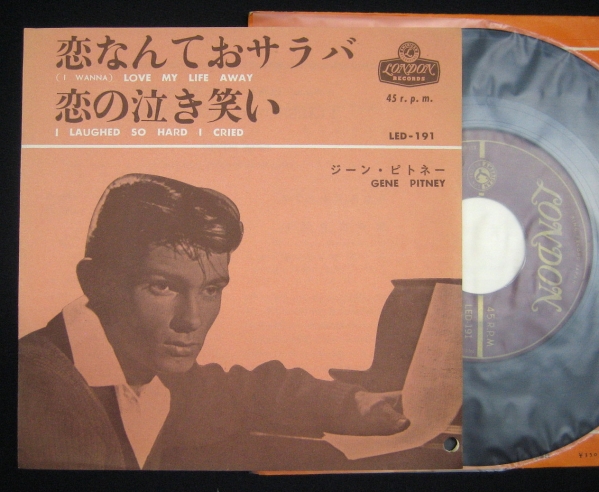 恋なんておサラバ
(I WANNA) LOVE MY LIFE AWAY
恋の泣き笑い
I LAUGHED SO HARD I CRIED
LONDON
RECORDS
45 r. p. m.
LED-191
ジーン・ピトネー
GENE PITNEY
LONDON
45 R.P.M.
LED 191